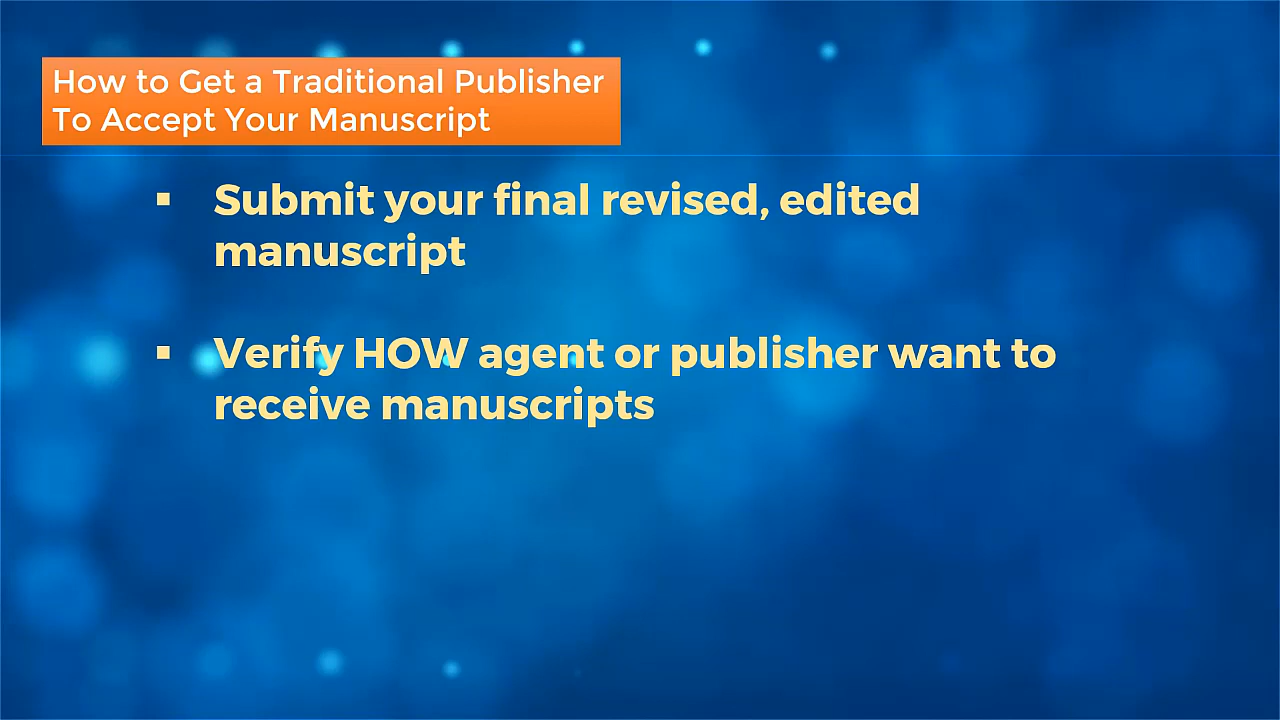 How to Get a Traditional Publisher
To Accept Your Manuscript
▪ Submit your final revised, edited
manuscript
▪ Verify HOW agent or publisher want to
receive manuscripts